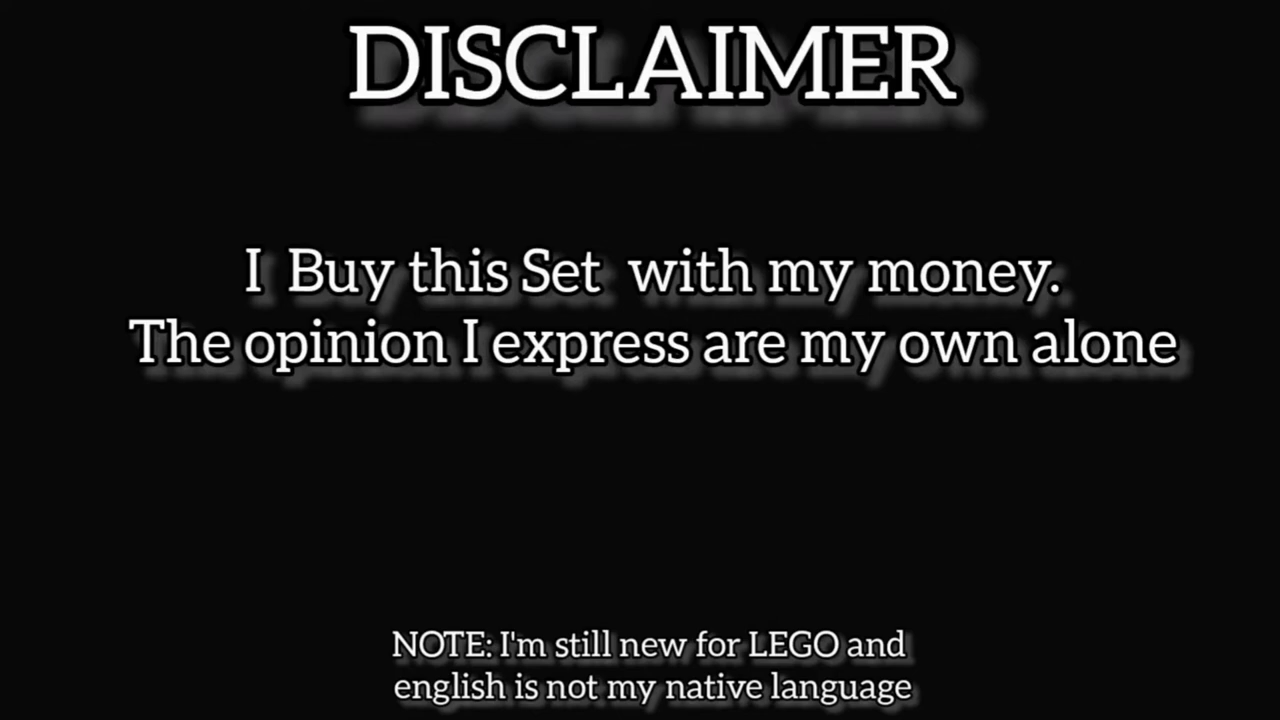 DISCLAIMER
I Buy this Set with my money.
The opinion I express are my own alone
NOTE: I'm still new for LEGO and
english is not my native language